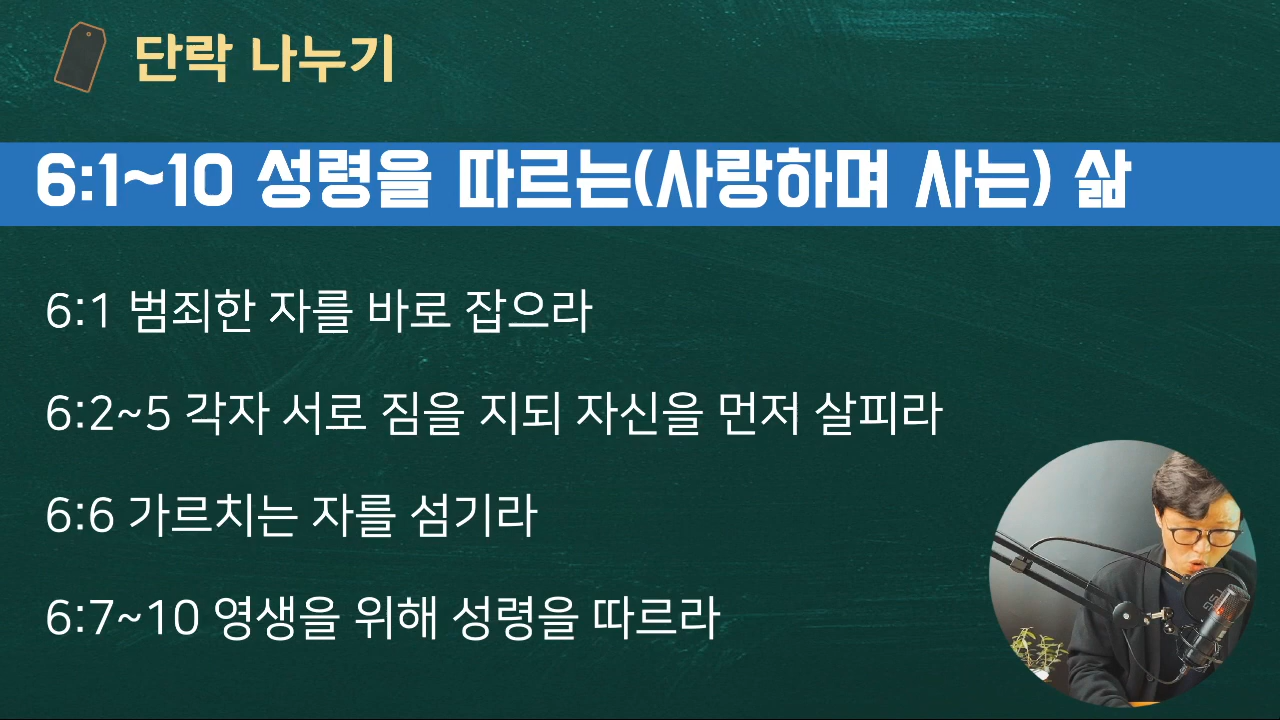 단락 나누기
6:1~10 성령을 따르는(사랑하며 사는) 삶
6:1 범죄한 자를 바로 잡으라
6:2~5 각자 서로 짐을 지되 자신을 먼저 살피라
6:6 가르치는 자를 섬기라
6:7~10 영생을 위해 성령을 따르라